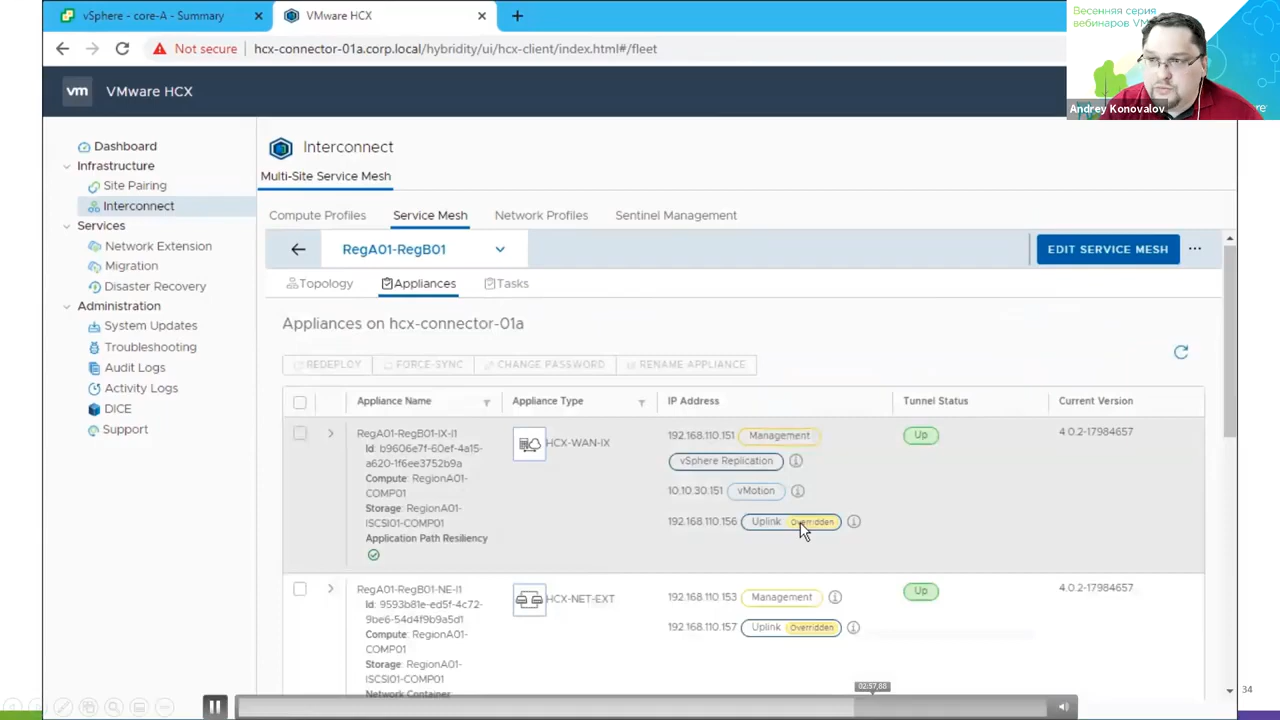 vSphere - core-A - Summary
VMware HCX
Not secure
hcx-connector-01a.corp.local/hybridity/ui/hcx-client/index.html#/fleet
Весенняя серия
вебинаров VM
Andrey Konovalov
vm VMware HCX
Dashboard
Infrastructure
Site Pairing
Interconnect
Services
Network Extension
Migration
Disaster Recovery
Administration
System Updates
Troubleshooting
Audit Logs
Activity Logs
DICE
Support
Interconnect
Multi-Site Service Mesh
Compute Profiles Service Mesh Network Profiles Sentinel Management
RegA01-RegB01
EDIT SERVICE MESH
Topology Appliances Tasks
Appliances on hcx-connector-01a
REDEPLOY FORCE-SYNC CHANGE PASSWORD RENAME APPLIANCE
Appliance Name Appliance Type IP Address Tunnel Status Current Version
RegA01-RegB01-IX-I1
Id: b9606e7f-60ef-4a15-
a620-1f6ee3752b9a
Compute: RegionA01-
COMP01
Storage: RegionA01-
ISCSI01-COMP01
Application Path Resiliency
HCX-WAN-IX
192.168.110.151 Management
vSphere Replication
10.10.30.151 vMotion
192.168.110.156 Uplink Overridden
Up
4.0.2-17984657
RegA01-RegB01-NE-I1
Id: 9593b81e-ed5f-4c72-
9be6-54d4f9b9a5d1
Compute: RegionA01-
COMP01
Storage: RegionA01-
ISCSI01-COMP01
Network Container
HCX-NET-EXT
192.168.110.153 Management
192.168.110.157 Uplink Overridden
Up
4.0.2-17984657
02:57,88
34